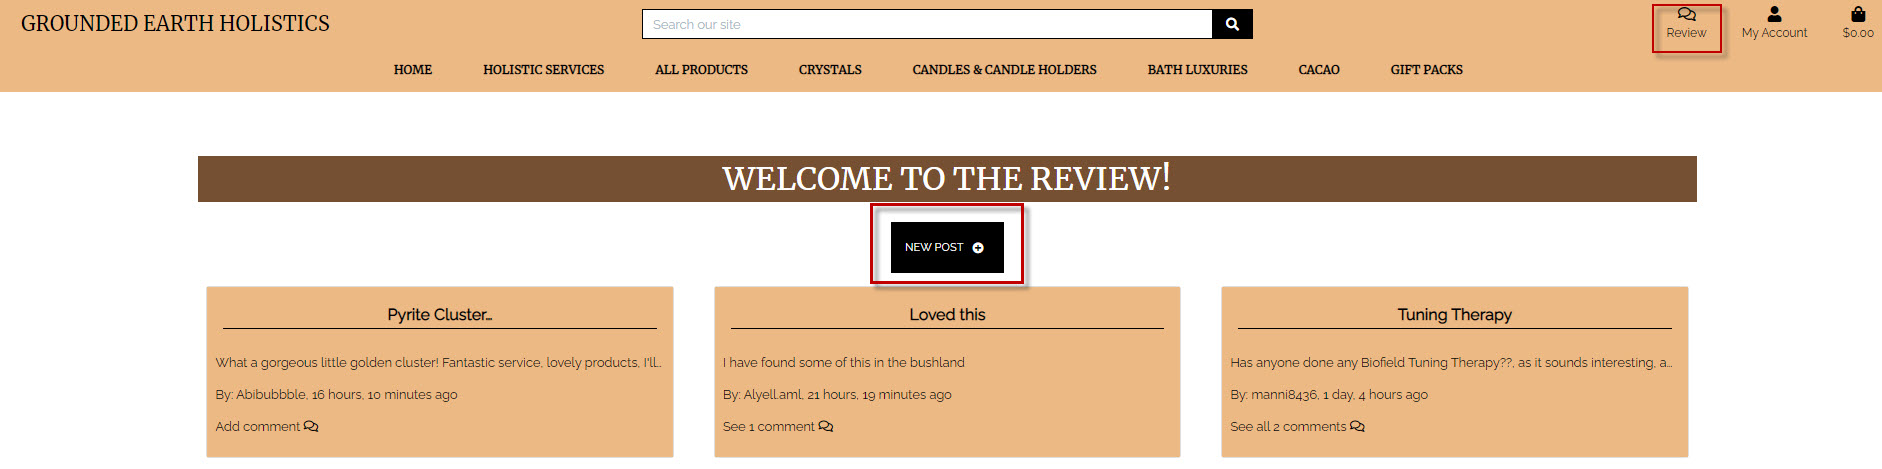 GROUNDED EARTH HOLISTICS
Search our site
Review
My Account
$0.00
HOME HOLISTIC SERVICES ALL PRODUCTS CRYSTALS CANDLES & CANDLE HOLDERS BATH LUXURIES CACAO GIFT PACKS
WELCOME TO THE REVIEW!
NEW POST
Pyrite Cluster...
What a gorgeous little golden cluster! Fantastic service, lovely products, I'll...
By: Abibubbble, 16 hours, 10 minutes ago
Add comment
Loved this
I have found some of this in the bushland
By: Alyell.aml, 21 hours, 19 minutes ago
See 1 comment
Tuning Therapy
Has anyone done any Biofield Tuning Therapy??, as it sounds interesting, a...
By: manni8436, 1 day, 4 hours ago
See all 2 comments